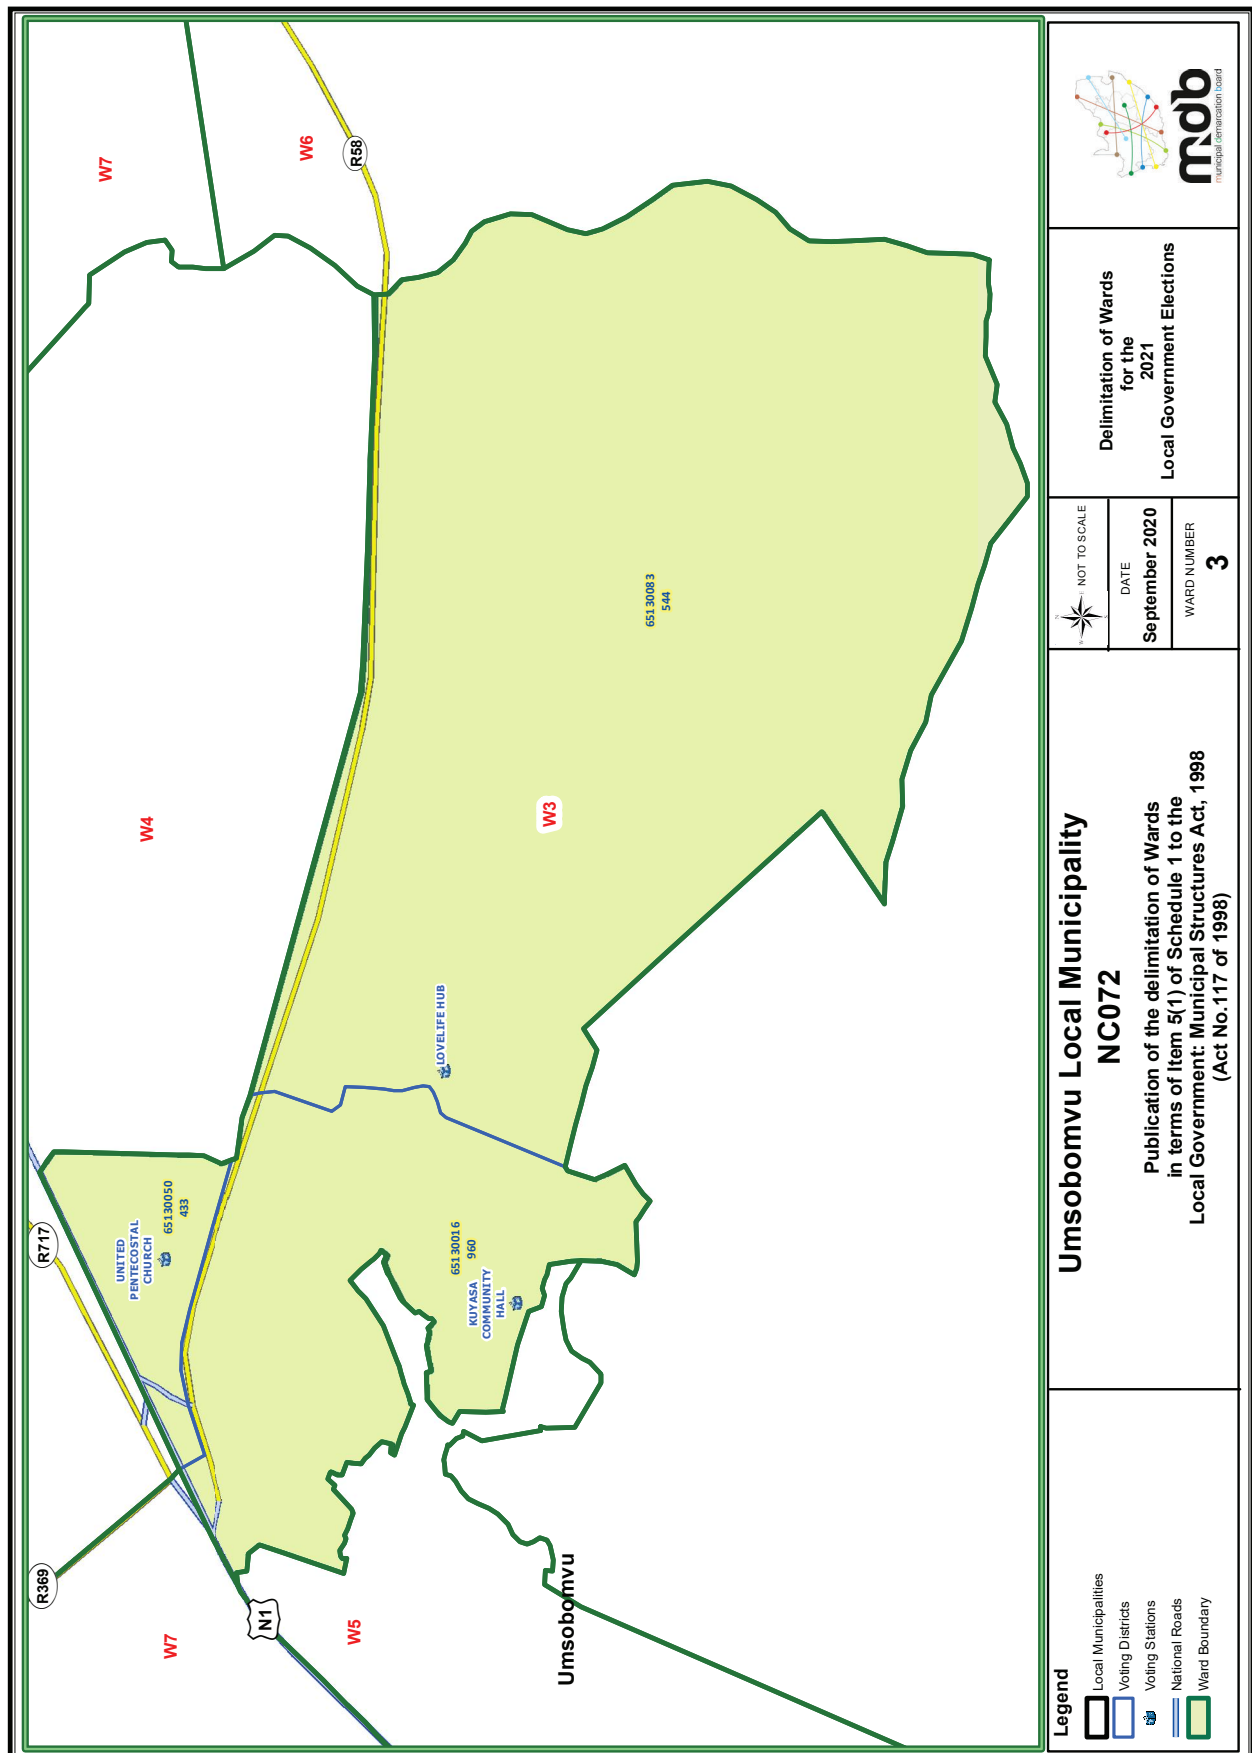 W7
W4
W7
W6
W5
W3
R369
R717
R58
N1
UNITED
PENTECOSTAL
CHURCH
65130050
433
LOVELIFE HUB
65130016
960
KUYASA
COMMUNITY
HALL
65130083
544
Umsobomvu
Legend
Local Municipalities
Voting Districts
Voting Stations
National Roads
Ward Boundary
Umsobomvu Local Municipality
NC072
Publication of the delimitation of Wards
in terms of Item 5(1) of Schedule 1 to the
Local Government: Municipal Structures Act, 1998
(Act No.117 of 1998)
N
W
E
S
NOT TO SCALE
DATE
September 2020
WARD NUMBER
3
Delimitation of Wards
for the
2021
Local Government Elections
mdb
municipal demarcation board